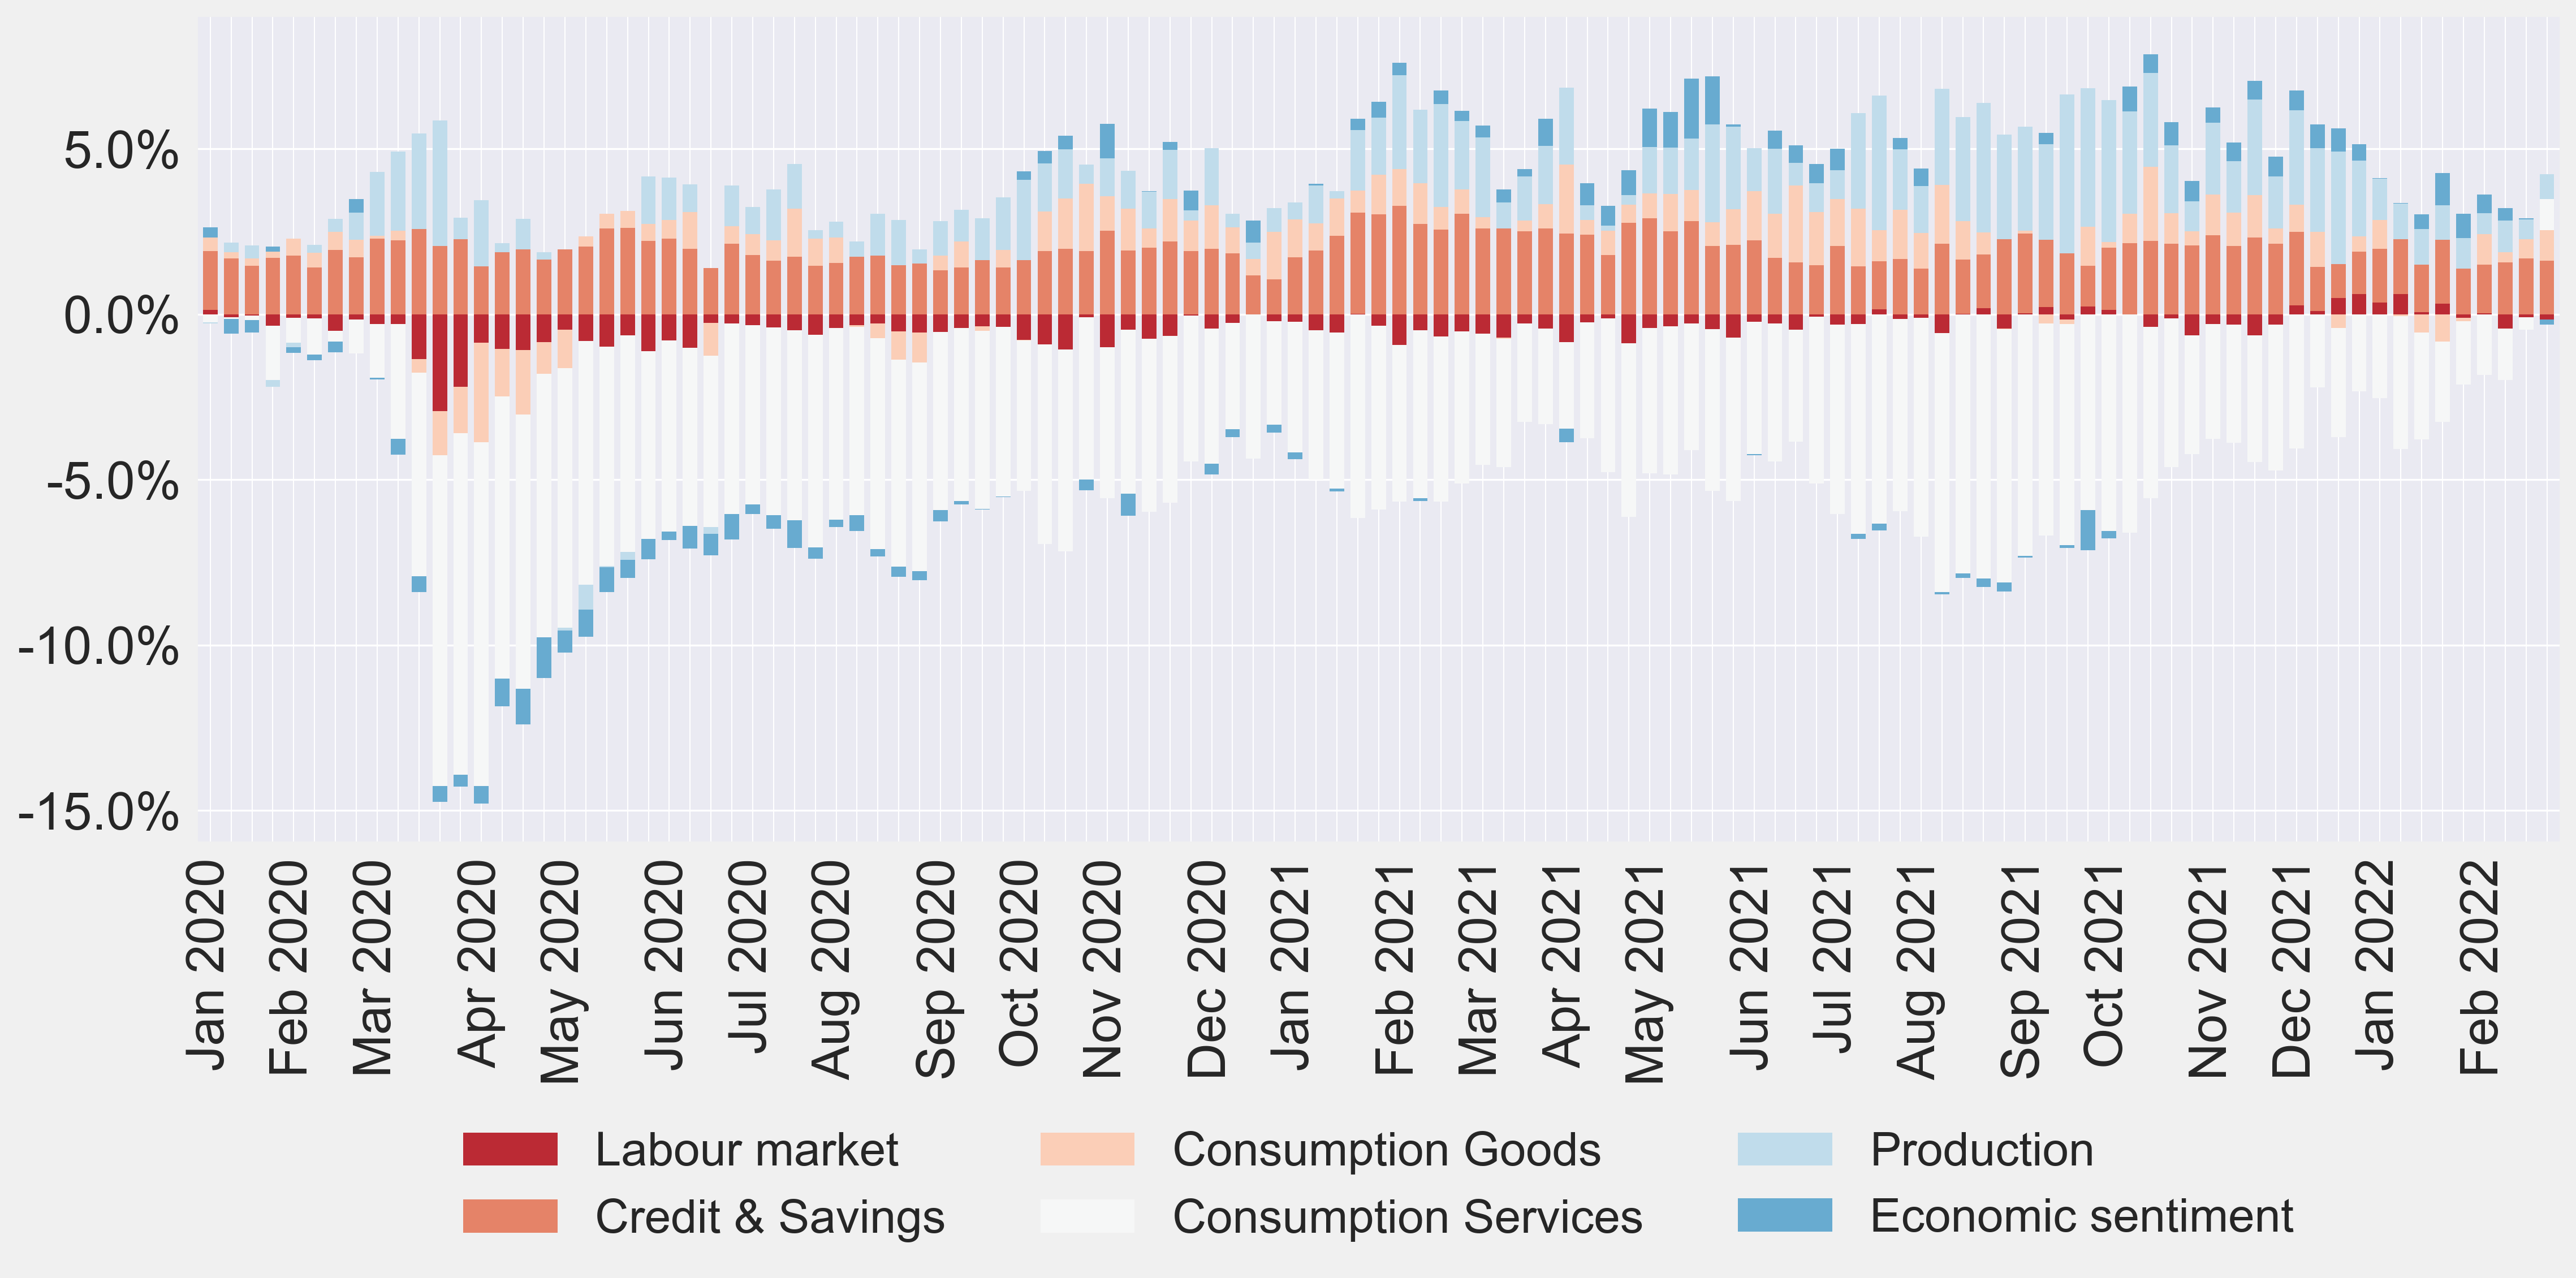 5.0%
0.0%
-5.0%
-10.0%
-15.0%
Jan 2020
Feb 2020
Mar 2020
Apr 2020
May 2020
Jun 2020
Jul 2020
Aug 2020
Sep 2020
Oct 2020
Nov 2020
Dec 2020
Jan 2021
Feb 2021
Mar 2021
Apr 2021
May 2021
Jun 2021
Jul 2021
Aug 2021
Sep 2021
Oct 2021
Nov 2021
Dec 2021
Jan 2022
Feb 2022
Labour market
Consumption Goods
Production
Credit & Savings
Consumption Services
Economic sentiment